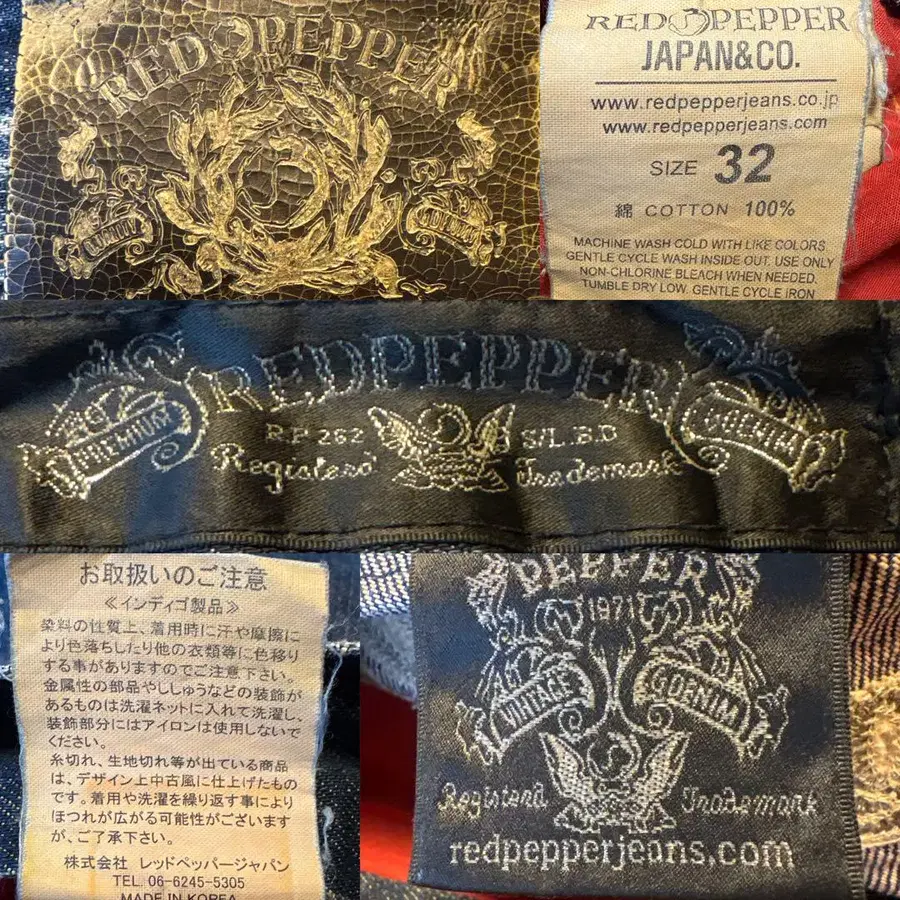 RED PEPPER
RED PEPPER
JAPAN&CO.
www.redpepperjeans.co.jp
www.redpepperjeans.com
SIZE 32
綿 COTTON 100%
MACHINE WASH COLD WITH LIKE COLORS
GENTLE CYCLE WASH INSIDE OUT. USE ONLY
NON-CHLORINE BLEACH WHEN NEEDED.
TUMBLE DRY LOW. GENTLE CYCLE IRON
REDPEPPER
R.P 282 S/L.B.D
Registerd Trademark
お取扱いのご注意
≪インディゴ製品≫
染料の性質上、着用時に汗や摩擦に
より色落ちしたり他の衣類等に色移り
する事がありますのでご注意下さい。
金属性の部品やししゅうなどの装飾
があるものは洗濯ネットに入れて洗濯し、
装飾部分にはアイロンは使用しないで
ください。
糸切れ、生地切れ等が出ている商品
は、デザイン上中古風に仕上げたもの
です。着用や洗濯を繰り返す事により
ほつれが広がる可能性がございます
が、ご了承下さい。
株式会社 レッドペッパージャパン
TEL. 06-6245-5305
MADE IN KOREA
PEPPER
1971
VINTAGE
DENIM
Registerd Trademark
redpepperjeans.com